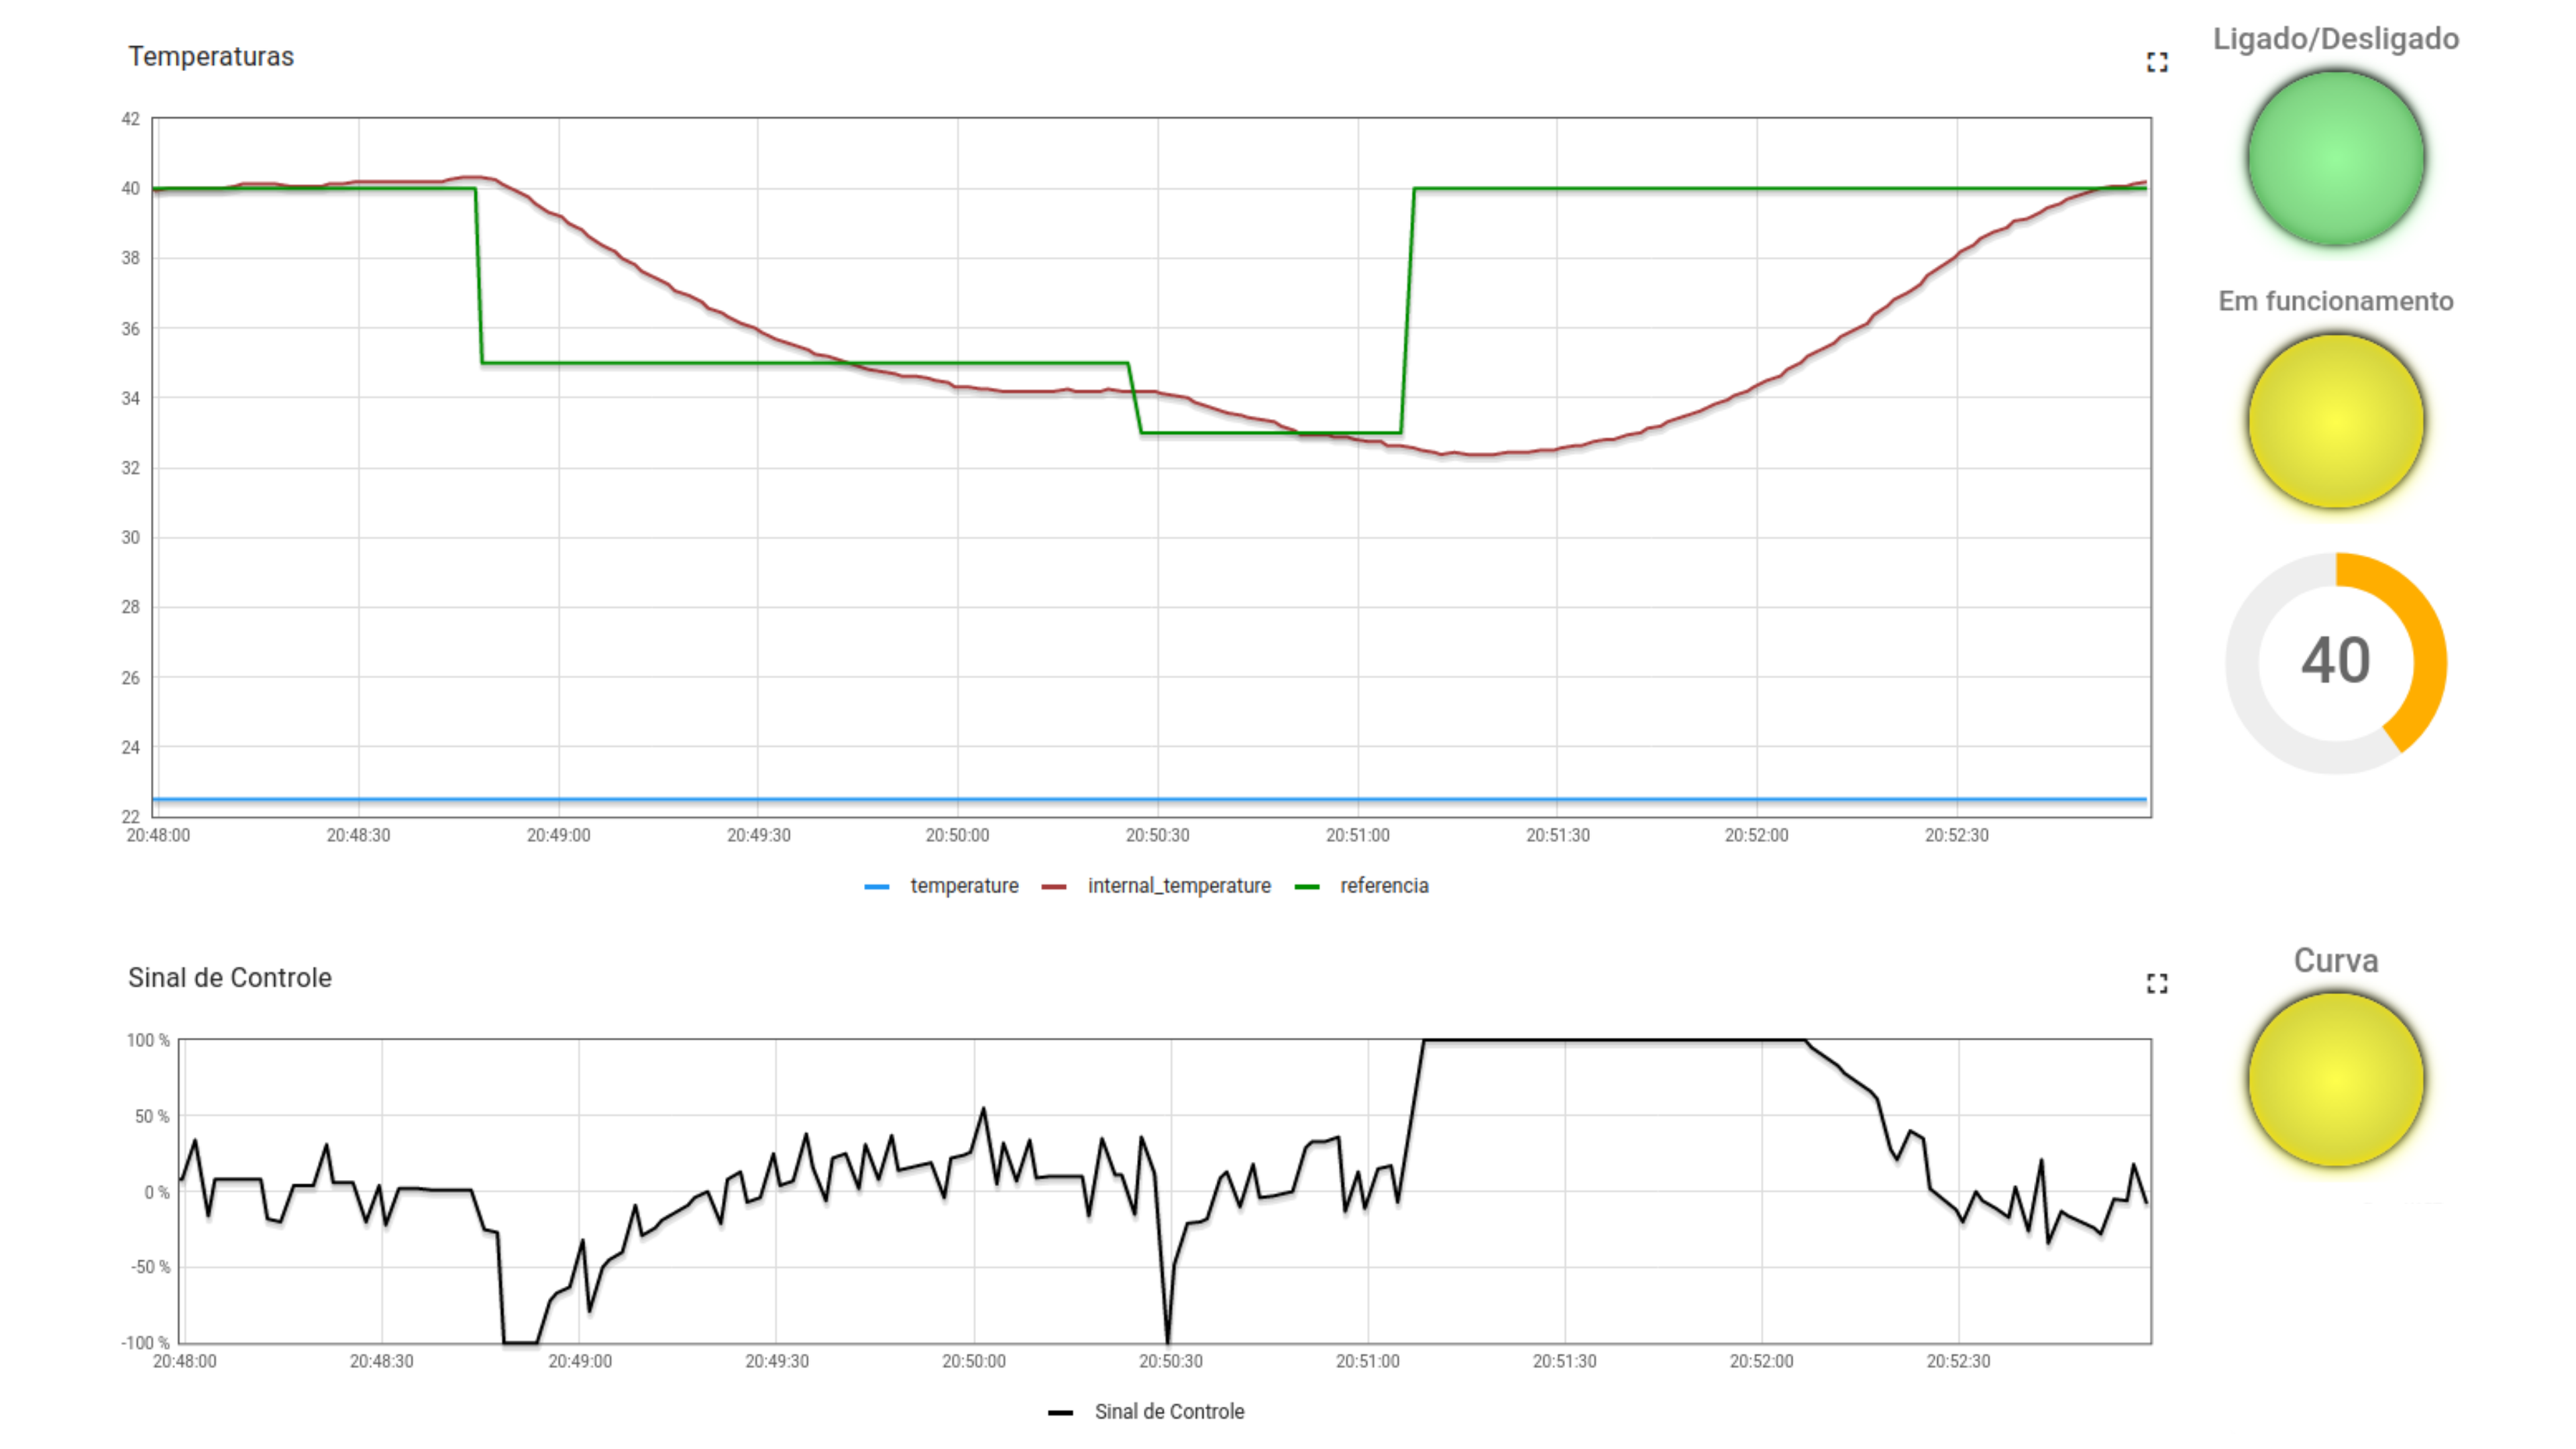 Temperaturas
Ligado/Desligado
42
40
38
36
34
32
30
28
26
24
22
20:48:00 20:48:30 20:49:00 20:49:30 20:50:00 20:50:30 20:51:00 20:51:30 20:52:00 20:52:30
temperature internal_temperature referencia
Em funcionamento
40
Sinal de Controle
Curva
100 %
50 %
0 %
-50 %
-100 %
20:48:00 20:48:30 20:49:00 20:49:30 20:50:00 20:50:30 20:51:00 20:51:30 20:52:00 20:52:30
Sinal de Controle